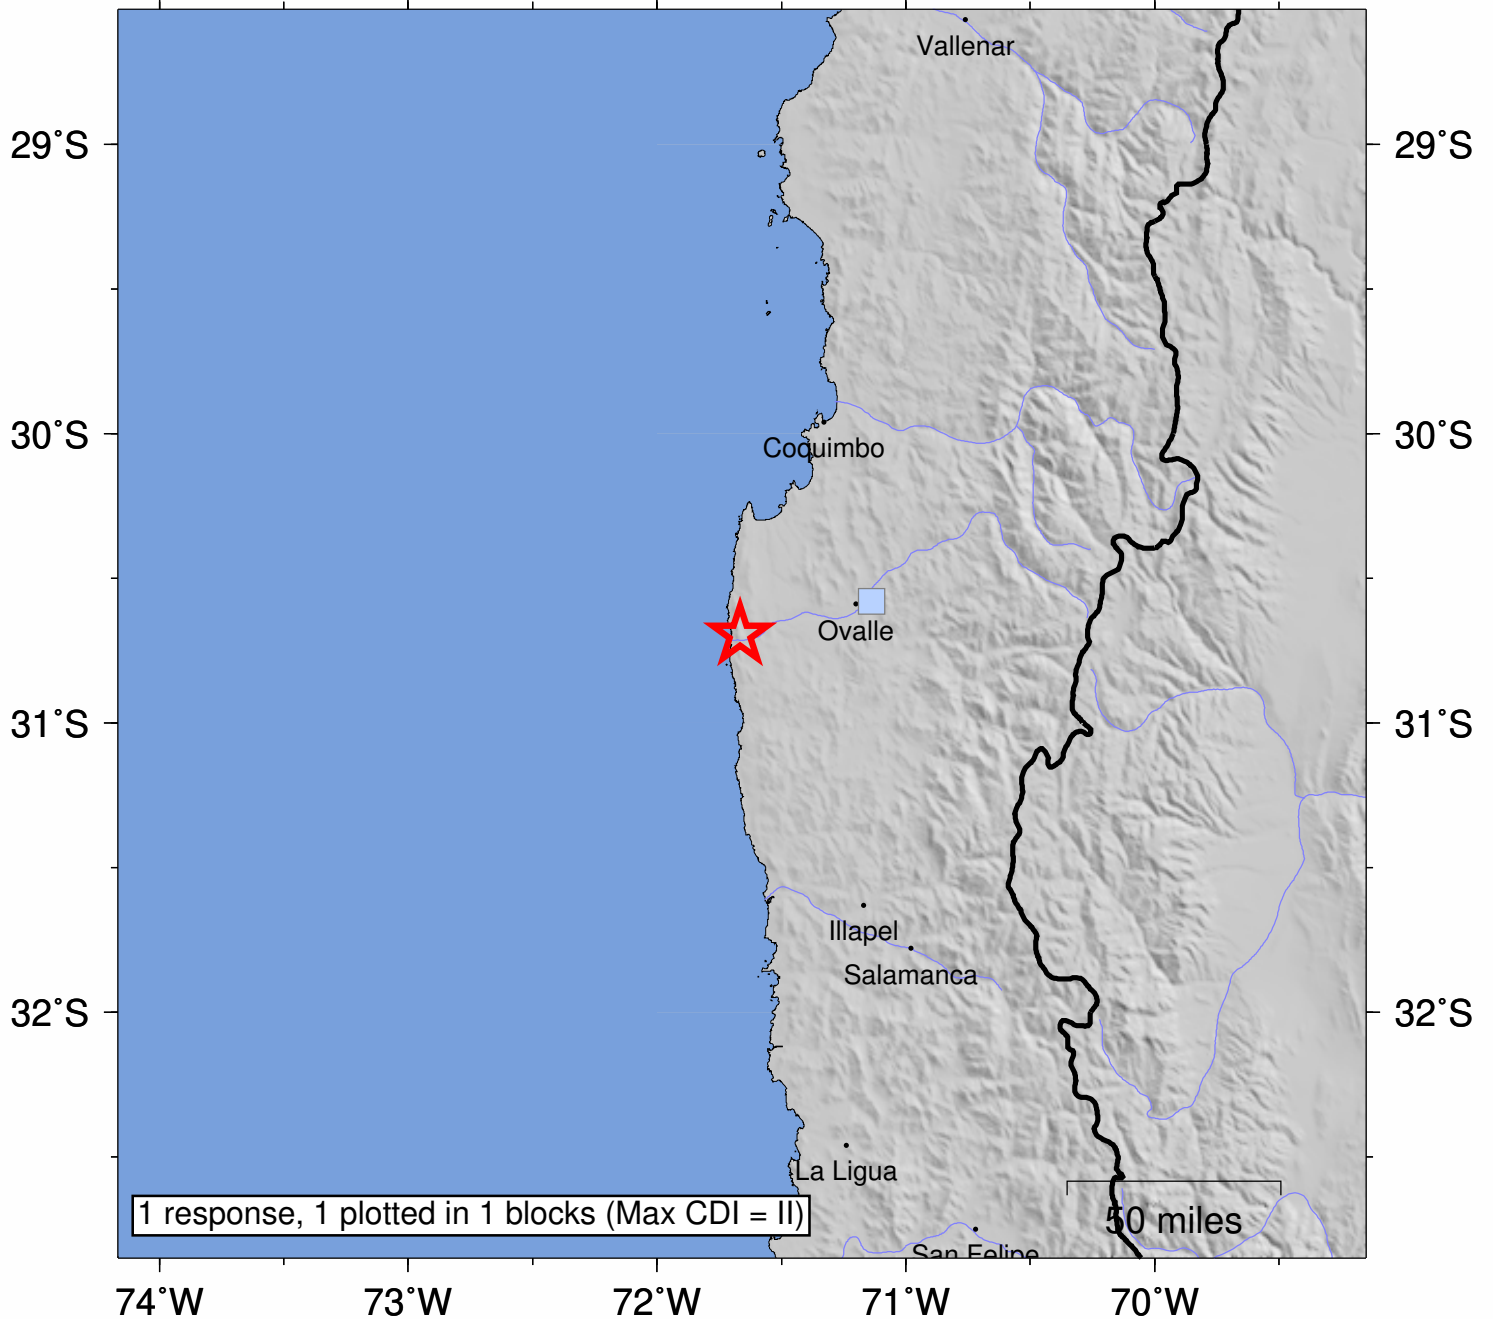 Vallenar
29°S
29°S
30°S
30°S
Coquimbo
Ovalle
31°S
31°S
Illapel
Salamanca
32°S
32°S
La Ligua
1 response, 1 plotted in 1 blocks (Max CDI = II)
50 miles
San Felipe
74°W
73°W
72°W
71°W
70°W